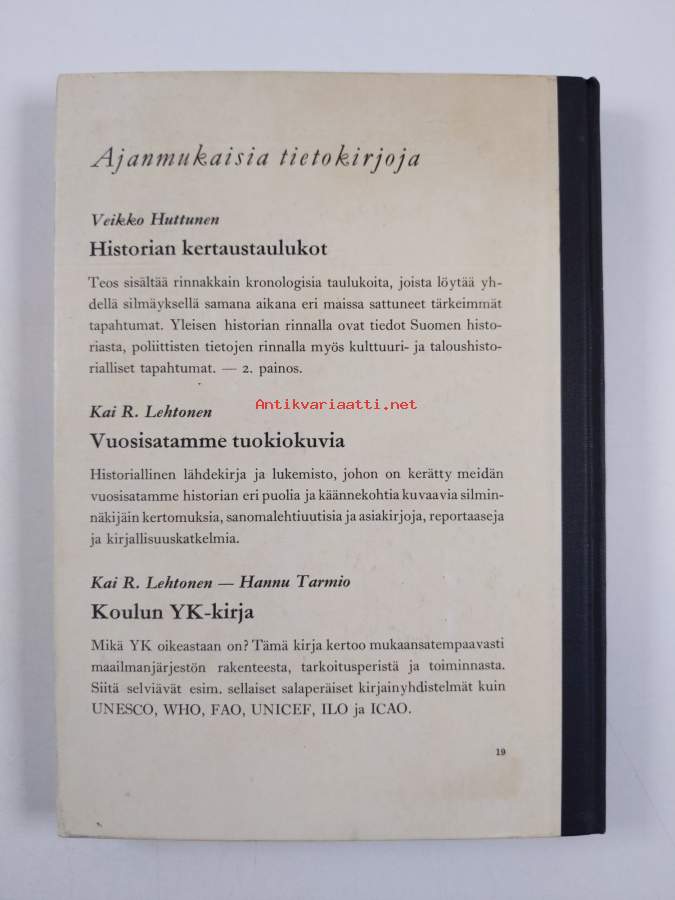 Ajanmukaisia tietokirjoja
Veikko Huttunen
Historian kertaustaulukot
Teos sisältää rinnakkain kronologisia taulukoita, joista löytää yh-
dellä silmäyksellä samana aikana eri maissa sattuneet tärkeimmät
tapahtumat. Yleisen historian rinnalla ovat tiedot Suomen histo-
riasta, poliittisten tietojen rinnalla myös kulttuuri- ja taloushisto-
rialliset tapahtumat. — 2. painos.
Antikvariaatti.net
Kai R. Lehtonen
Vuosisatamme tuokiokuvia
Historiallinen lähdekirja ja lukemisto, johon on kerätty meidän
vuosisatamme historian eri puolia ja käännekohtia kuvaavia silmin-
näkijäin kertomuksia, sanomalehtiuutisia ja asiakirjoja, reportaaseja
ja kirjallisuuskatkelmia.
Kai R. Lehtonen — Hannu Tarmio
Koulun YK-kirja
Mikä YK oikeastaan on? Tämä kirja kertoo mukaansatempaavasti
maailmanjärjestön rakenteesta, tarkoitusperistä ja toiminnasta.
Siitä selviävät esim. sellaiset salaperäiset kirjainyhdistelmät kuin
UNESCO, WHO, FAO, UNICEF, ILO ja ICAO.
19